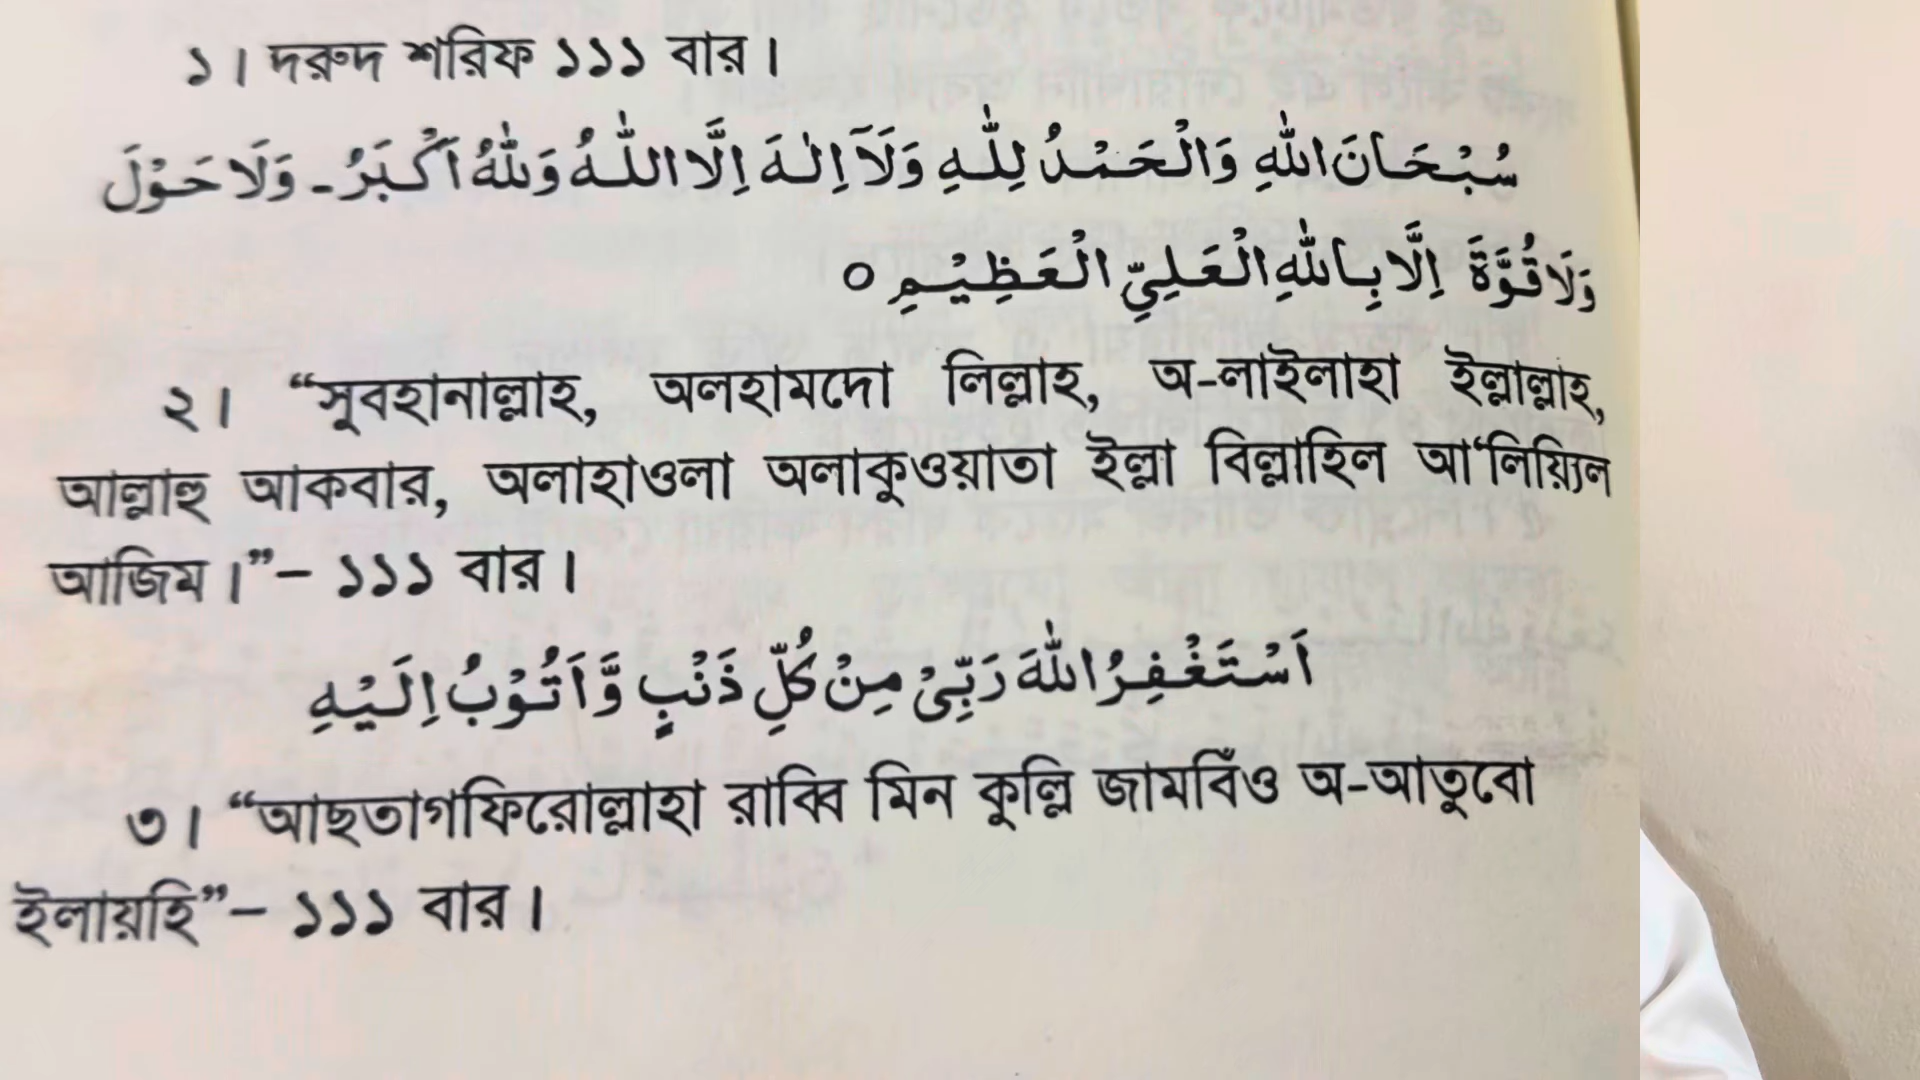 ১। দরুদ শরিফ ১১১ বার।
سُبْحَانَ اللّٰهِ وَالْحَمْدُ لِلّٰهِ وَلَآ اِلٰهَ اِلَّا اللّٰهُ وَلِلّٰهُ اَكْبَرُ - وَلَا حَوْلَ
وَلَا قُوَّةَ اِلَّا بِاللّٰهِ الْعَلِيِّ الْعَظِيْمِ ○
২। “সুবহানাল্লাহ, অলহামদো লিল্লাহ, অ-লাইলাহা ইল্লাল্লাহ,
আল্লাহু আকবার, অলাহাওলা অলাকুওয়াতা ইল্লা বিল্লাহিল আ‘লিয়্যিল
আজিম।”– ১১১ বার।
اَسْتَغْفِرُ اللّٰهَ رَبِّىْ مِنْ كُلِّ ذَنْبٍ وَّاَتُوْبُ اِلَيْهِ
৩। “আছতাগফিরোল্লাহা রাব্বি মিন কুল্লি জামবিঁও অ-আতুবো
ইলায়হি”– ১১১ বার।